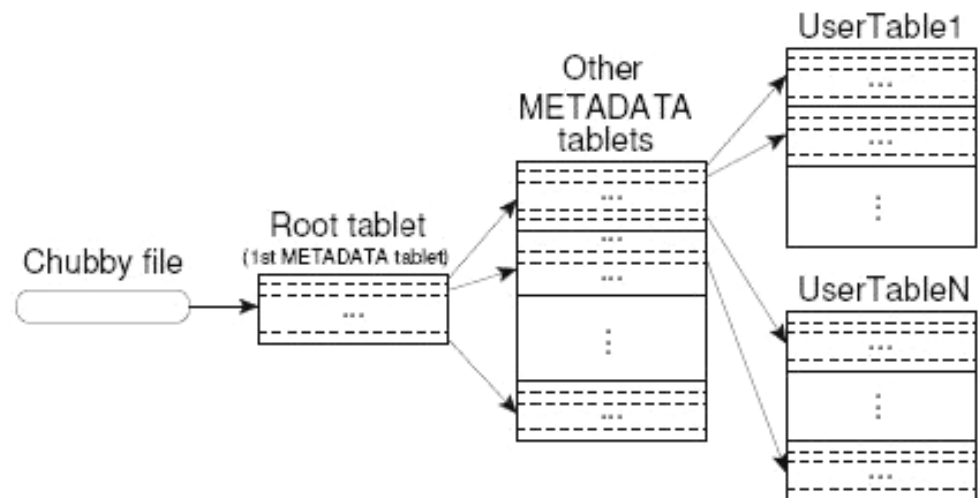 UserTable1
...
...
⋮
Other
METADATA
tablets
...
...
...
⋮
...
Root tablet
(1st METADATA tablet)
...
Chubby file
UserTableN
...
⋮
...